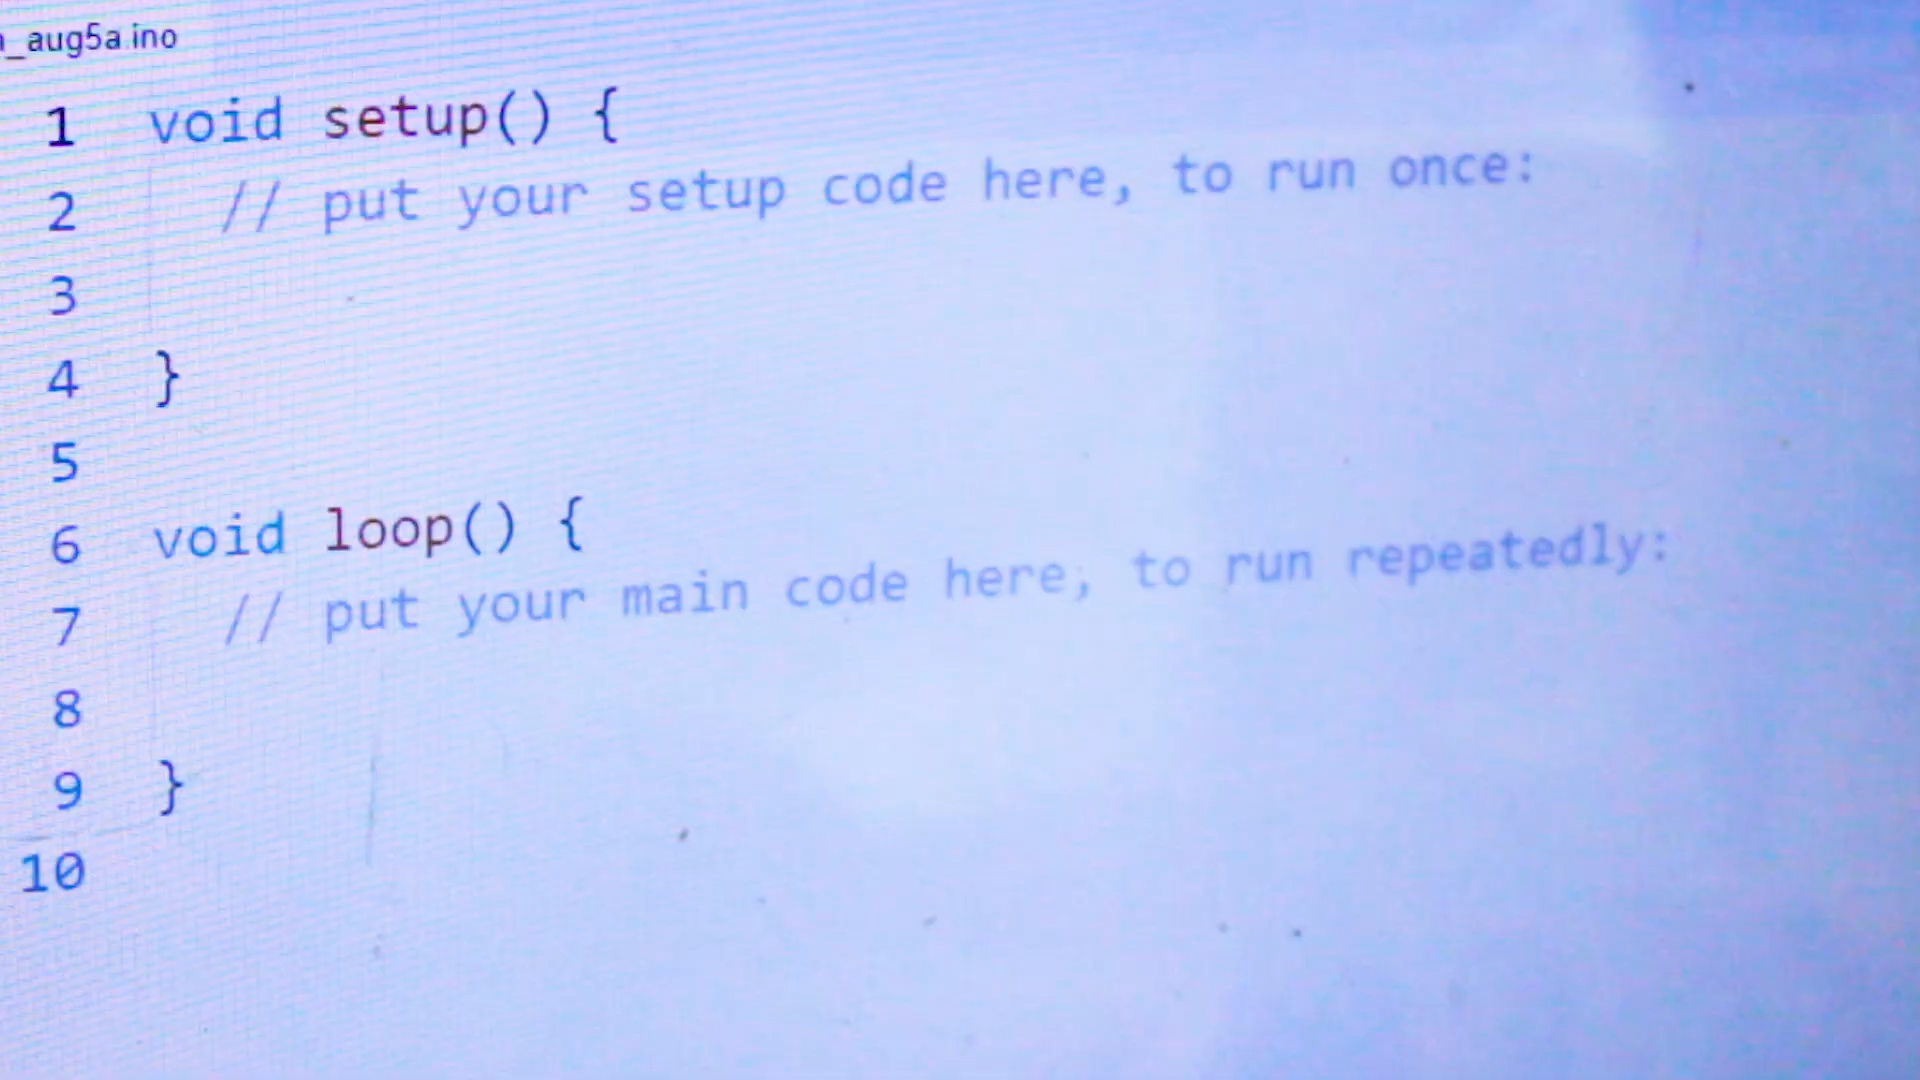 _aug5a.ino
1 void setup() {
2 // put your setup code here, to run once:
3
4 }
5
6 void loop() {
7 // put your main code here, to run repeatedly:
8
9 }
10